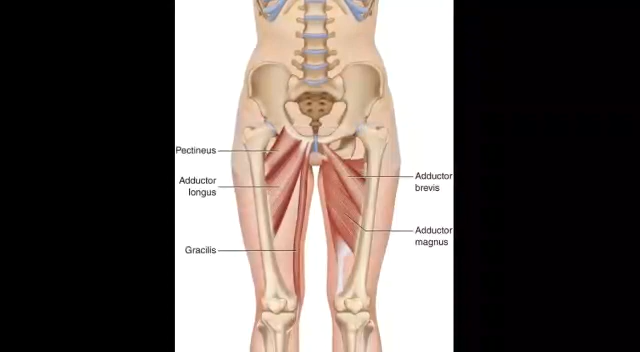 Pectineus
Adductor
longus
Gracilis
Adductor
brevis
Adductor
magnus